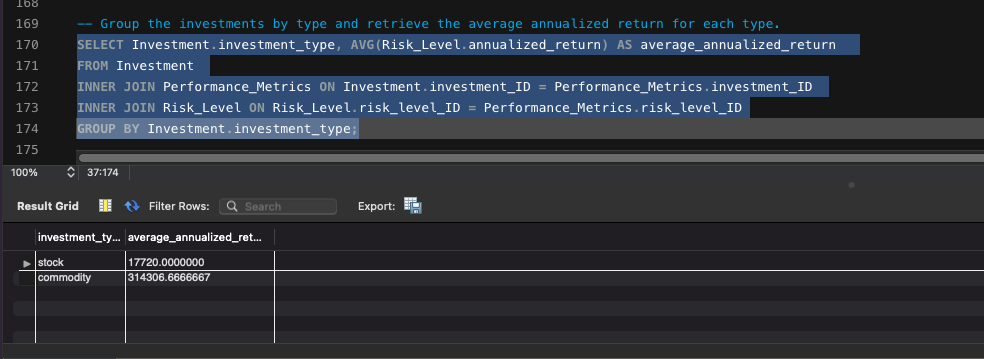 168
169 -- Group the investments by type and retrieve the average annualized return for each type.
170 SELECT Investment.investment_type, AVG(Risk_Level.annualized_return) AS average_annualized_return
171 FROM Investment
172 INNER JOIN Performance_Metrics ON Investment.investment_ID = Performance_Metrics.investment_ID
173 INNER JOIN Risk_Level ON Risk_Level.risk_level_ID = Performance_Metrics.risk_level_ID
174 GROUP BY Investment.investment_type;
175
100% 37:174
Result Grid Filter Rows: Search Export:
investment_ty... average_annualized_ret...
stock 17720.0000000
commodity 314306.6666667